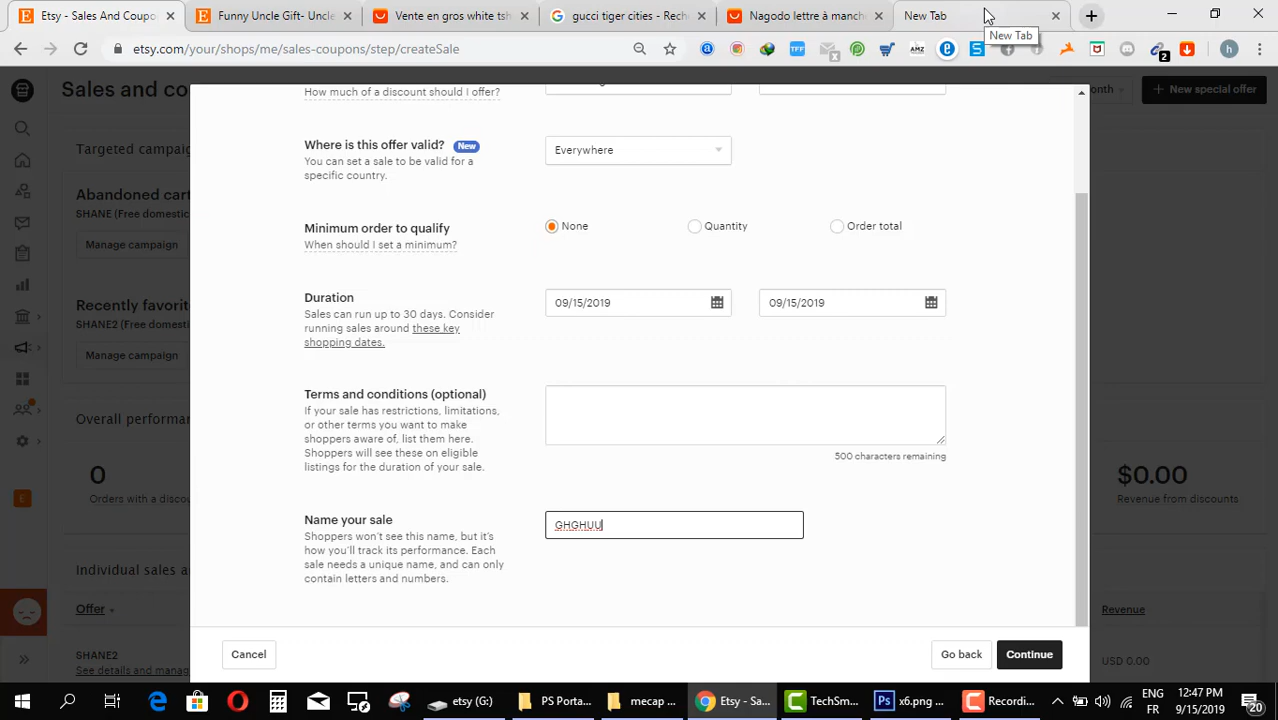 Etsy - Sales And Coupo
Funny Uncle Gift- Uncle
Vente en gros white tsh
gucci tiger cities - Rech
Nagodo lettre à manch
New Tab
New Tab
etsy.com/your/shops/me/sales-coupons/step/createSale
TFF
AMZ
2
h
Sales and co
onth
+ New special offer
How much of a discount should I offer?
Targeted campai
Where is this offer valid? New
Everywhere
You can set a sale to be valid for a
specific country.
Abandoned cart
SHANE (Free domestic
Manage campaign
Minimum order to qualify
None
Quantity
Order total
When should I set a minimum?
Recently favorite
SHANE2 (Free domesti
Manage campaign
Duration
Sales can run up to 30 days. Consider
running sales around these key
shopping dates.
09/15/2019
09/15/2019
Terms and conditions (optional)
If your sale has restrictions, limitations,
or other terms you want to make
shoppers aware of, list them here.
Shoppers will see these on eligible
listings for the duration of your sale.
500 characters remaining
Overall performa
0
Orders with a discou
$0.00
Revenue from discounts
Name your sale
Shoppers won't see this name, but it's
how you'll track its performance. Each
sale needs a unique name, and can only
contain letters and numbers.
GHGHUU
Individual sales a
Offer
Revenue
SHANE2
See details and manag
USD 0.00
Cancel
Go back
Continue
etsy (G:)
PS Porta...
mecap ...
Etsy - Sa...
TechSm...
x6.png ...
Recordi...
ENG
FR
12:47 PM
9/15/2019
20